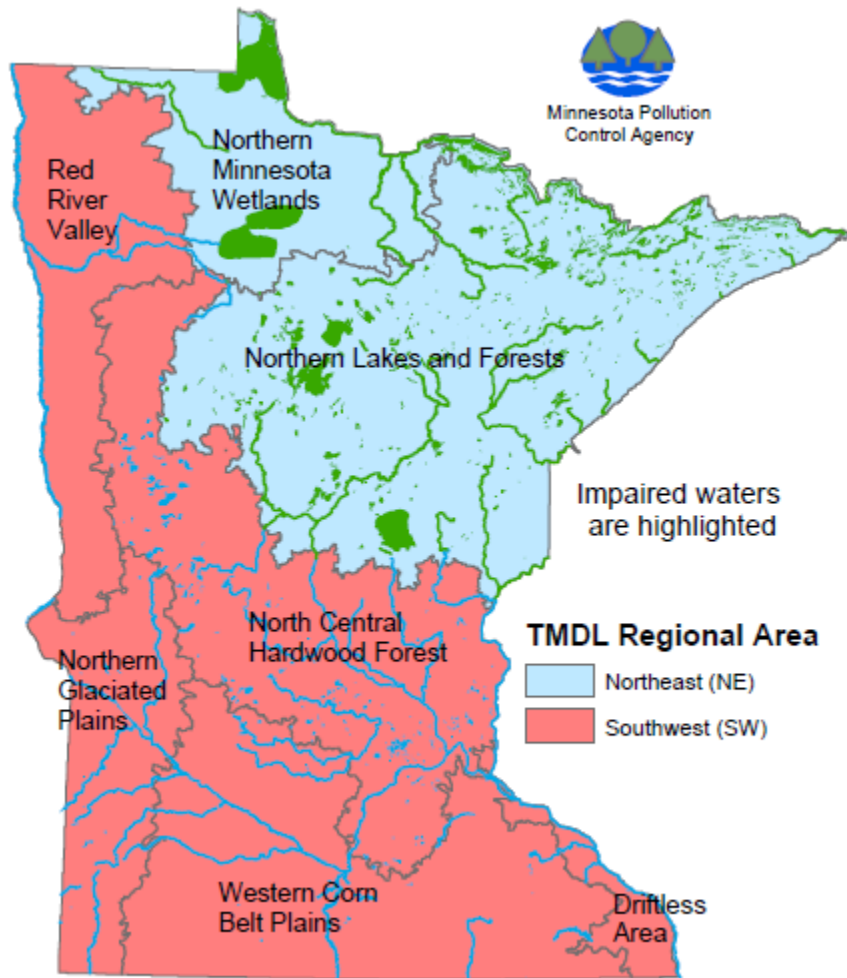 Minnesota Pollution
Control Agency
Northern
Minnesota
Wetlands
Red
River
Valley
Northern Lakes and Forests
Impaired waters
are highlighted
North Central
Hardwood Forest
TMDL Regional Area
Northern
Glaciated
Plains
Northeast (NE)
Southwest (SW)
Western Corn
Belt Plains
Driftless
Area